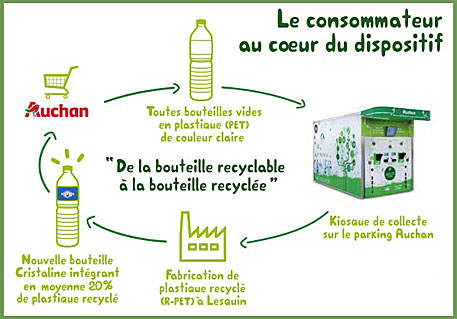 Le consommateur
au cœur du dispositif
Auchan
Toutes bouteilles vides
en plastique (PET)
de couleur claire
“ De la bouteille recyclable
à la bouteille recyclée ”
Kiosque de collecte
sur le parking Auchan
Fabrication de
plastique recyclé
(R-PET) à Lesquin
Nouvelle bouteille
Cristaline intégrant
en moyenne 20%
de plastique recyclé